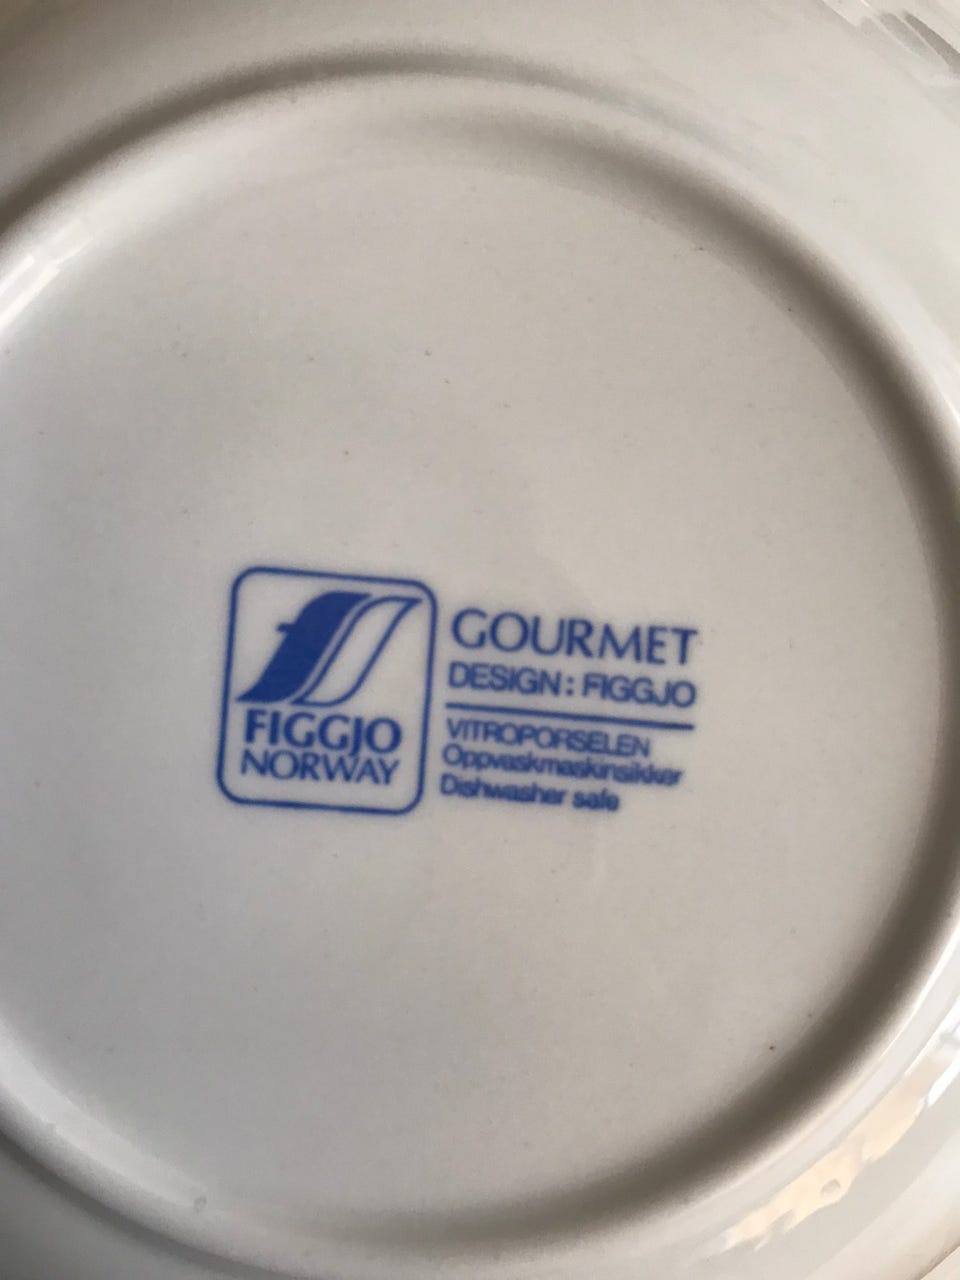 FIGGJO
NORWAY
GOURMET
DESIGN: FIGGJO
VITROPORSELEN
Oppvaskmaskinsikker
Dishwasher safe